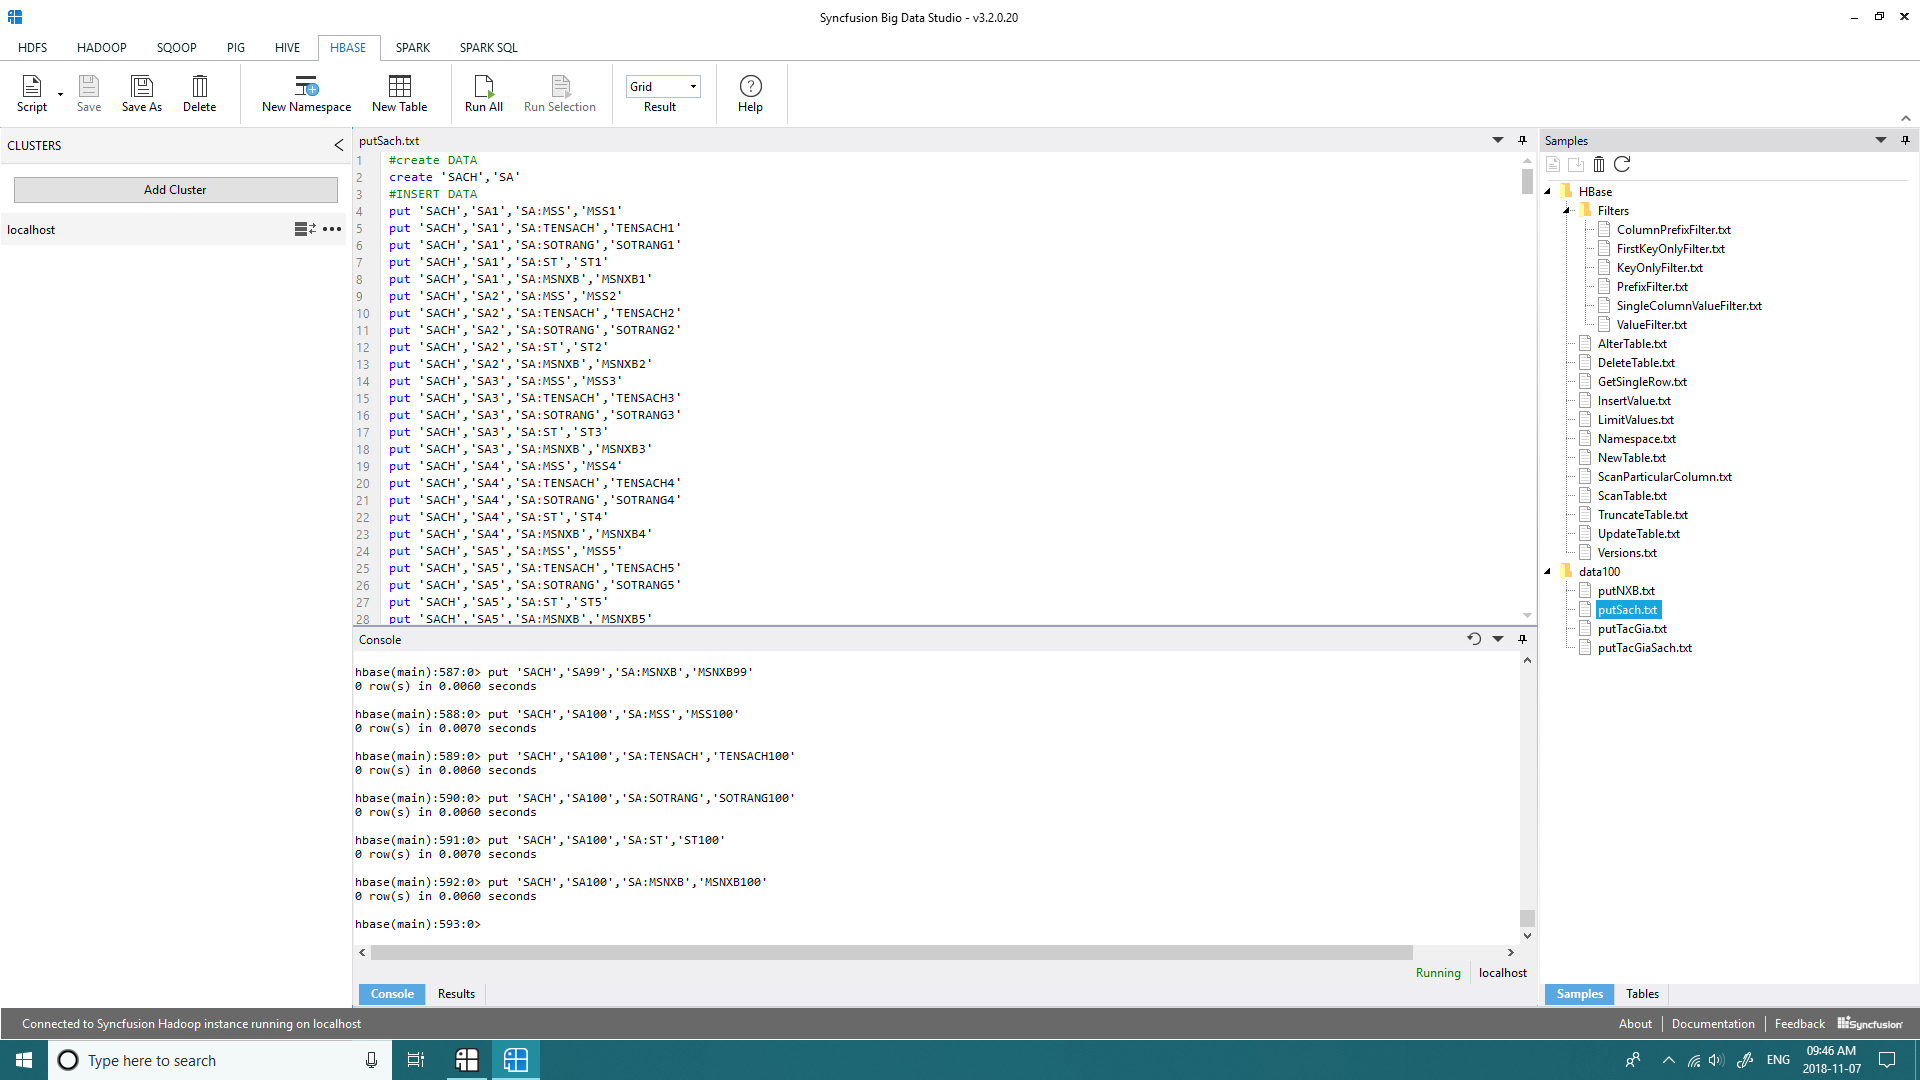 Syncfusion Big Data Studio - v3.2.0.20
HDFS HADOOP SQOOP PIG HIVE HBASE SPARK SPARK SQL
Script Save Save As Delete New Namespace New Table Run All Run Selection Grid Result Help
CLUSTERS
Add Cluster
localhost
putSach.txt
1 #create DATA
2 create 'SACH','SA'
3 #INSERT DATA
4 put 'SACH','SA1','SA:MSS','MSS1'
5 put 'SACH','SA1','SA:TENSACH','TENSACH1'
6 put 'SACH','SA1','SA:SOTRANG','SOTRANG1'
7 put 'SACH','SA1','SA:ST','ST1'
8 put 'SACH','SA1','SA:MSNXB','MSNXB1'
9 put 'SACH','SA2','SA:MSS','MSS2'
10 put 'SACH','SA2','SA:TENSACH','TENSACH2'
11 put 'SACH','SA2','SA:SOTRANG','SOTRANG2'
12 put 'SACH','SA2','SA:ST','ST2'
13 put 'SACH','SA2','SA:MSNXB','MSNXB2'
14 put 'SACH','SA3','SA:MSS','MSS3'
15 put 'SACH','SA3','SA:TENSACH','TENSACH3'
16 put 'SACH','SA3','SA:SOTRANG','SOTRANG3'
17 put 'SACH','SA3','SA:ST','ST3'
18 put 'SACH','SA3','SA:MSNXB','MSNXB3'
19 put 'SACH','SA4','SA:MSS','MSS4'
20 put 'SACH','SA4','SA:TENSACH','TENSACH4'
21 put 'SACH','SA4','SA:SOTRANG','SOTRANG4'
22 put 'SACH','SA4','SA:ST','ST4'
23 put 'SACH','SA4','SA:MSNXB','MSNXB4'
24 put 'SACH','SA5','SA:MSS','MSS5'
25 put 'SACH','SA5','SA:TENSACH','TENSACH5'
26 put 'SACH','SA5','SA:SOTRANG','SOTRANG5'
27 put 'SACH','SA5','SA:ST','ST5'
28 put 'SACH','SA5','SA:MSNXB','MSNXB5'
Console
hbase(main):587:0> put 'SACH','SA99','SA:MSNXB','MSNXB99'
0 row(s) in 0.0060 seconds
hbase(main):588:0> put 'SACH','SA100','SA:MSS','MSS100'
0 row(s) in 0.0070 seconds
hbase(main):589:0> put 'SACH','SA100','SA:TENSACH','TENSACH100'
0 row(s) in 0.0060 seconds
hbase(main):590:0> put 'SACH','SA100','SA:SOTRANG','SOTRANG100'
0 row(s) in 0.0060 seconds
hbase(main):591:0> put 'SACH','SA100','SA:ST','ST100'
0 row(s) in 0.0070 seconds
hbase(main):592:0> put 'SACH','SA100','SA:MSNXB','MSNXB100'
0 row(s) in 0.0060 seconds
hbase(main):593:0>
Running localhost
Console Results
Samples
HBase
Filters
ColumnPrefixFilter.txt
FirstKeyOnlyFilter.txt
KeyOnlyFilter.txt
PrefixFilter.txt
SingleColumnValueFilter.txt
ValueFilter.txt
AlterTable.txt
DeleteTable.txt
GetSingleRow.txt
InsertValue.txt
LimitValues.txt
Namespace.txt
NewTable.txt
ScanParticularColumn.txt
ScanTable.txt
TruncateTable.txt
UpdateTable.txt
Versions.txt
data100
putNXB.txt
putSach.txt
putTacGia.txt
putTacGiaSach.txt
Samples Tables
Connected to Syncfusion Hadoop instance running on localhost
About Documentation Feedback Syncfusion
Type here to search
ENG
09:46 AM
2018-11-07